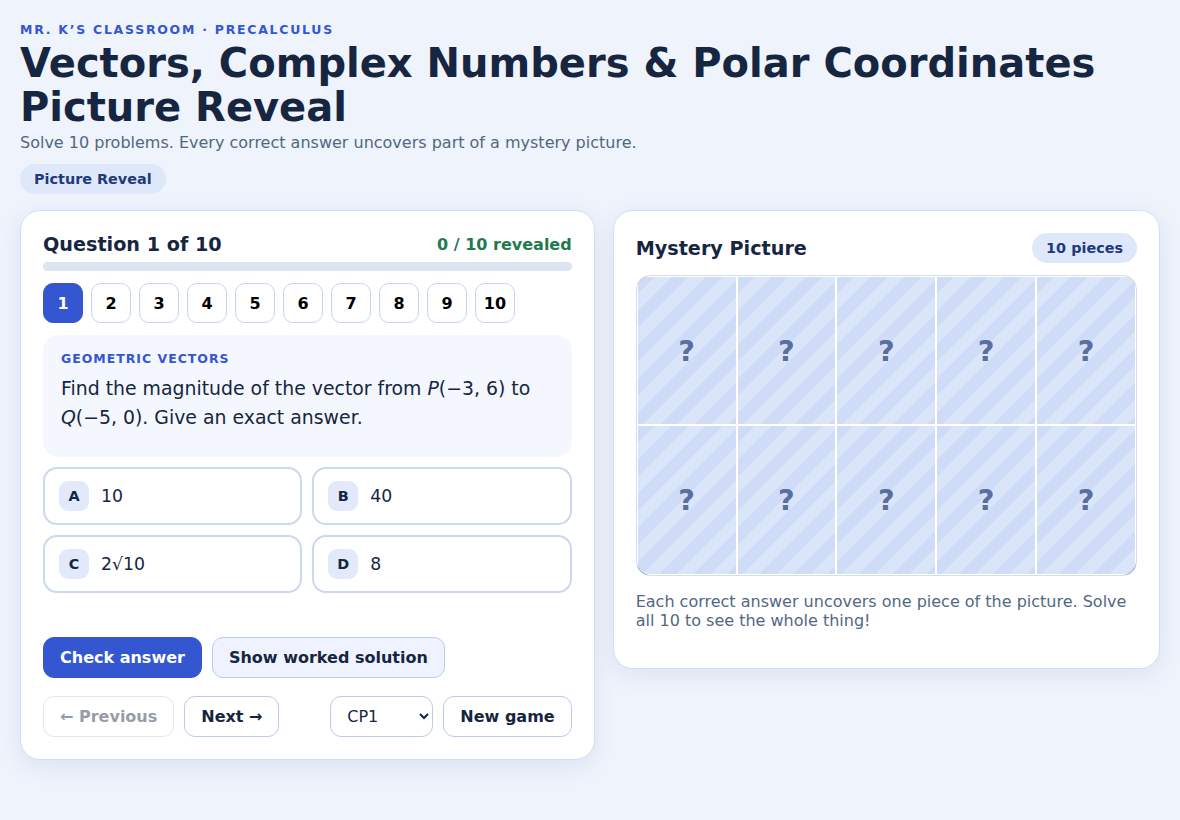 MR. K’S CLASSROOM · PRECALCULUS
Vectors, Complex Numbers & Polar Coordinates
Picture Reveal
Solve 10 problems. Every correct answer uncovers part of a mystery picture.
Picture Reveal
Question 1 of 10
0 / 10 revealed
1 2 3 4 5 6 7 8 9 10
GEOMETRIC VECTORS
Find the magnitude of the vector from P(−3, 6) to
Q(−5, 0). Give an exact answer.
A 10
B 40
C 2√10
D 8
Check answer
Show worked solution
← Previous
Next →
CP1
New game
Mystery Picture
10 pieces
? ? ? ? ?
? ? ? ? ?
Each correct answer uncovers one piece of the picture. Solve
all 10 to see the whole thing!